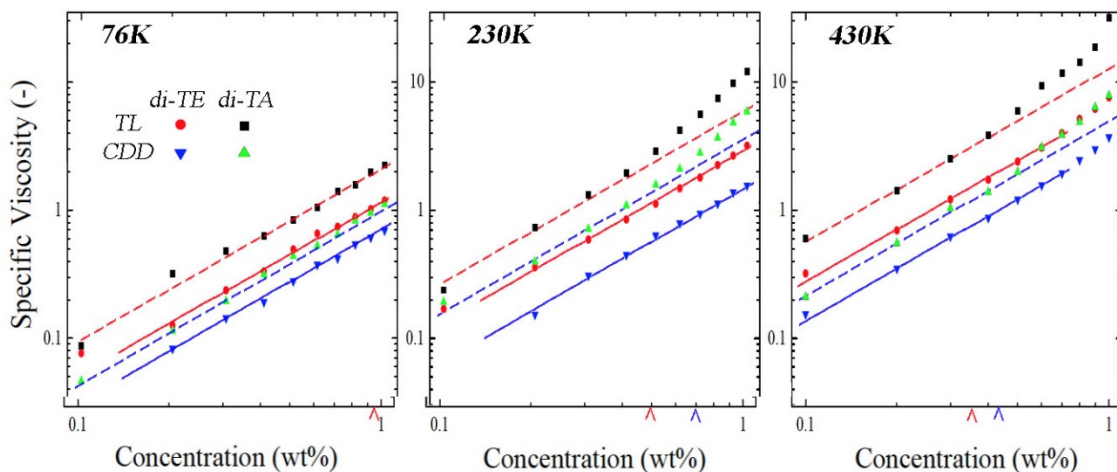 76K
230K
430K
di-TE di-TA
TL
CDD
Specific Viscosity (-)
10
1
0.1
10
1
0.1
10
1
0.1
0.1 1
0.1 1
0.1 1
Concentration (wt%)
Concentration (wt%)
Concentration (wt%)